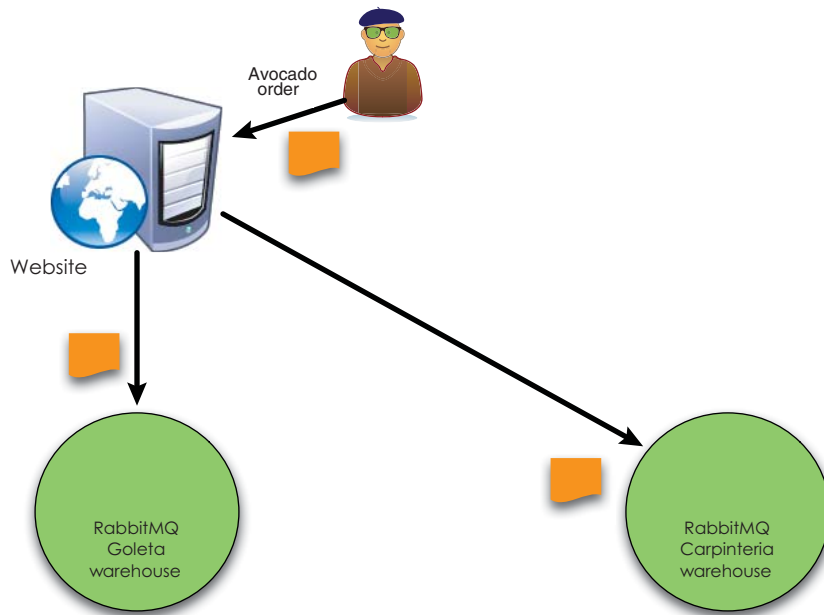 Avocado
order
Website
RabbitMQ
Goleta
warehouse
RabbitMQ
Carpinteria
warehouse